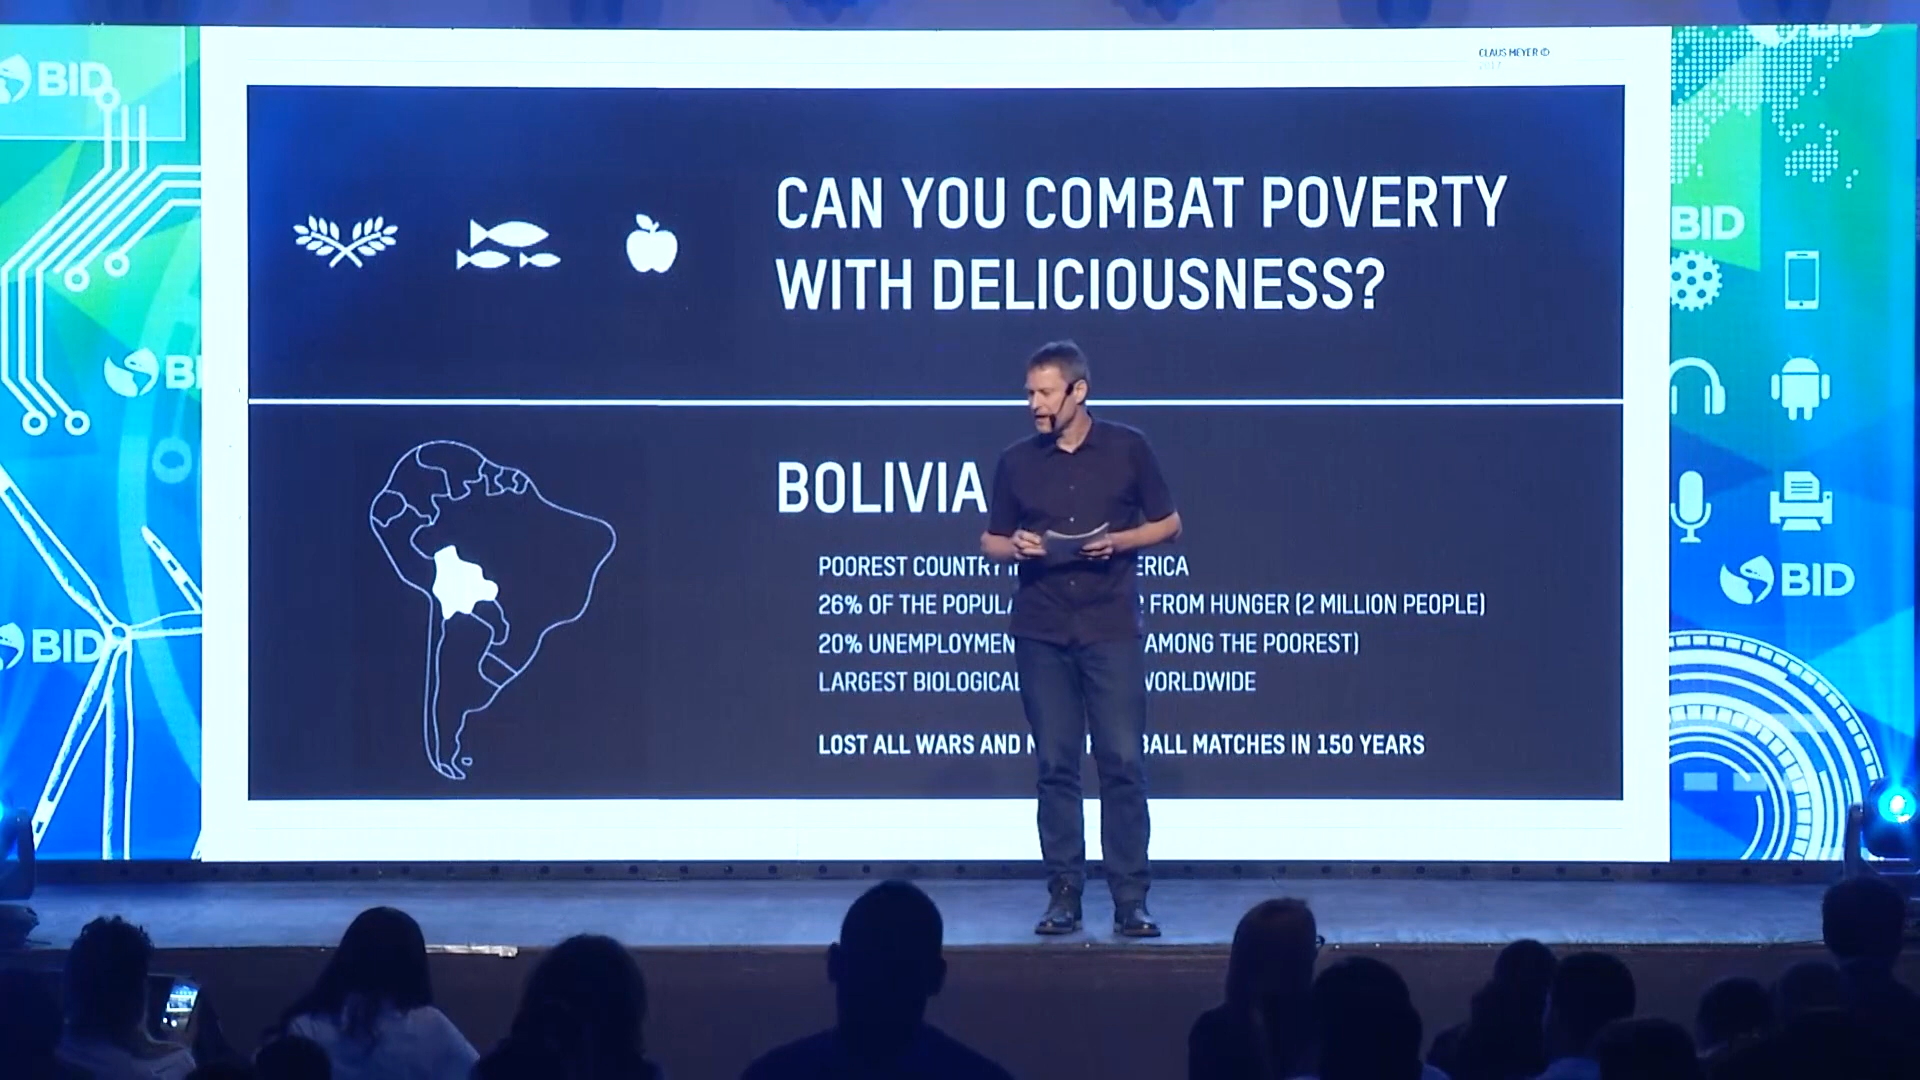 BID
CLAUS MEYER ©
2017
CAN YOU COMBAT POVERTY
WITH DELICIOUSNESS?
BID
BOLIVIA
POOREST COUNTRY ERICA
26% OF THE POPULA FROM HUNGER (2 MILLION PEOPLE)
20% UNEMPLOYMEN AMONG THE POOREST)
LARGEST BIOLOGICAL WORLDWIDE
LOST ALL WARS AND BALL MATCHES IN 150 YEARS
BID
BID